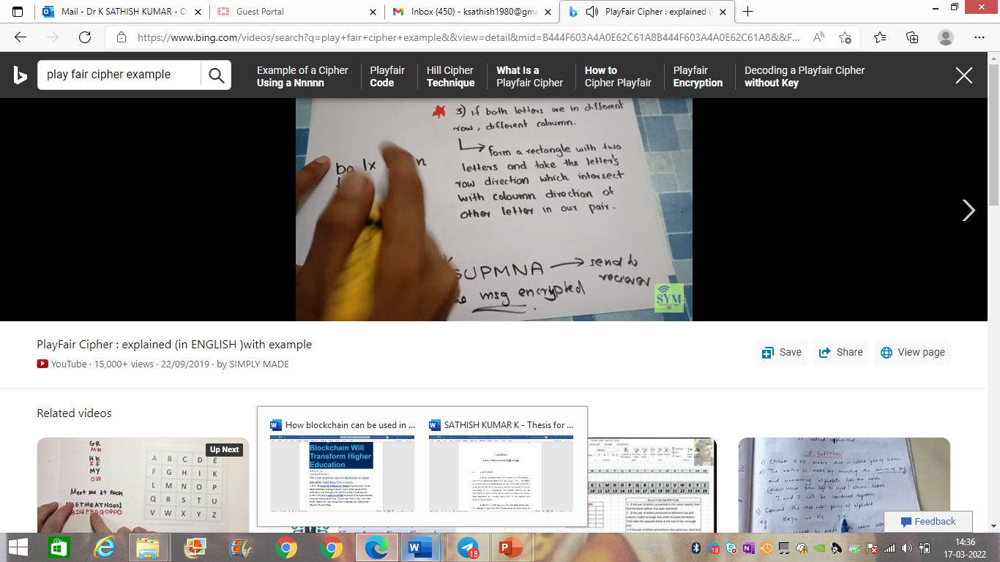 Mail - Dr K SATHISH KUMAR - O
Guest Portal
Inbox (450) - ksathish1980@gma
PlayFair Cipher : explained (i
https://www.bing.com/videos/search?q=play+fair+cipher+example&&view=detail&mid=B444F603A4A0E62C61A8B444F603A4A0E62C61A8&&F...
play fair cipher example
Example of a Cipher
Using a Nnnnn
Playfair
Code
Hill Cipher
Technique
What Is a
Playfair Cipher
How to
Cipher Playfair
Playfair
Encryption
Decoding a Playfair Cipher
without Key
3) if both letters are in different
row, different coloumn.
form a rectangle with two
letters and take the letter's
row direction which intersect
with coloumn direction of
other letter in our pair.
ba lx n
SUPMNA → send to
reciever
msg encrypted.
SYM
PlayFair Cipher : explained (in ENGLISH )with example
YouTube · 15,000+ views · 22/09/2019 · by SIMPLY MADE
Save
Share
View page
Related videos
How blockchain can be used in ...
SATHISH KUMAR K - Thesis for ...
Blockchain Will
Transform Higher
Education
Up Next
GR
MW
HK
IF
MY
OW
Meet me at Noon
A B C D E
F G H I K
L M N O P
Q R S T U
V W X Y Z
ALGORITHM
Feedback
18
18
14:36
17-03-2022